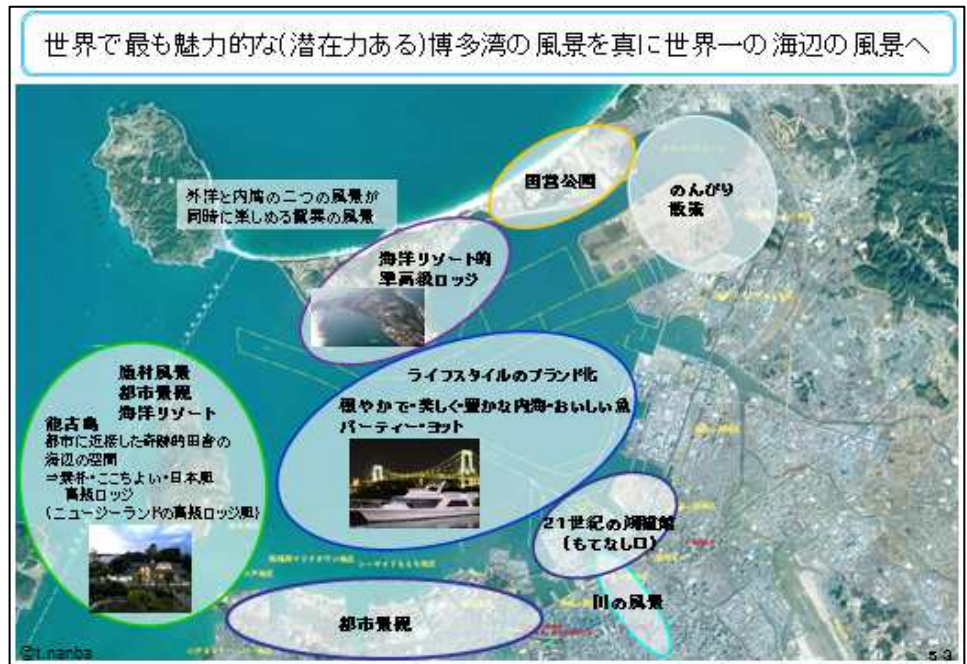 世界で最も魅力的な(潜在力ある)博多湾の風景を真に世界一の海辺の風景へ
外洋と内湾の二つの風景が
同時に楽しめる驚異の風景
国営公園
のんびり
散策
海洋リゾート的
準高級ロッジ
ライフスタイルのブランド化
穏やかで・美しく・豊かな内海・おいしい魚
パーティー・ヨット
漁村風景
都市景観
海洋リゾート
能古島
都市に近接した奇跡的田舎の
海辺の空間
⇒素朴・ここちよい・日本風
高級ロッジ
(ニュージーランドの高級ロッジ風)
21世紀の鴻臚館
(もてなし口)
川の風景
都市景観
©t.nanba
53